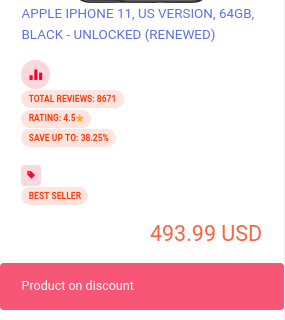 APPLE IPHONE 11, US VERSION, 64GB,
BLACK - UNLOCKED (RENEWED)
TOTAL REVIEWS: 8671
RATING: 4.5⭐
SAVE UP TO: 38.25%
BEST SELLER
493.99 USD
Product on discount